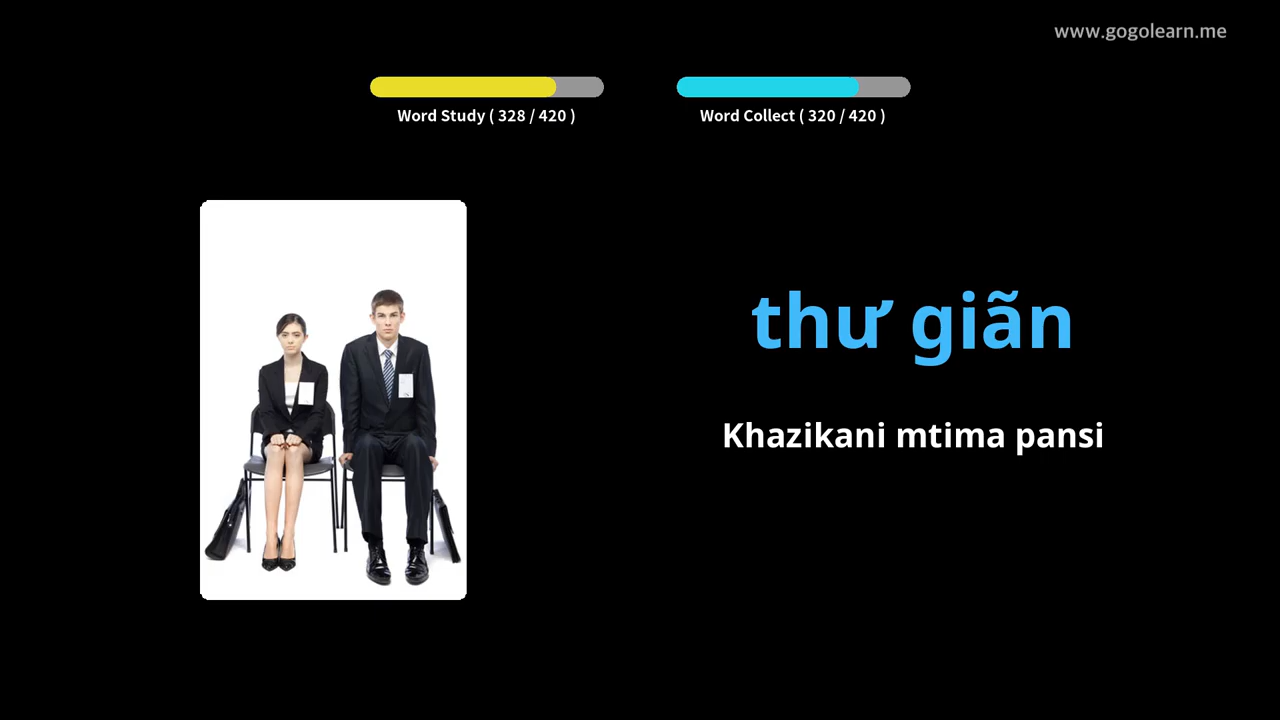 www.gogolearn.me
Word Study ( 328 / 420 )
Word Collect ( 320 / 420 )
thư giãn
Khazikani mtima pansi